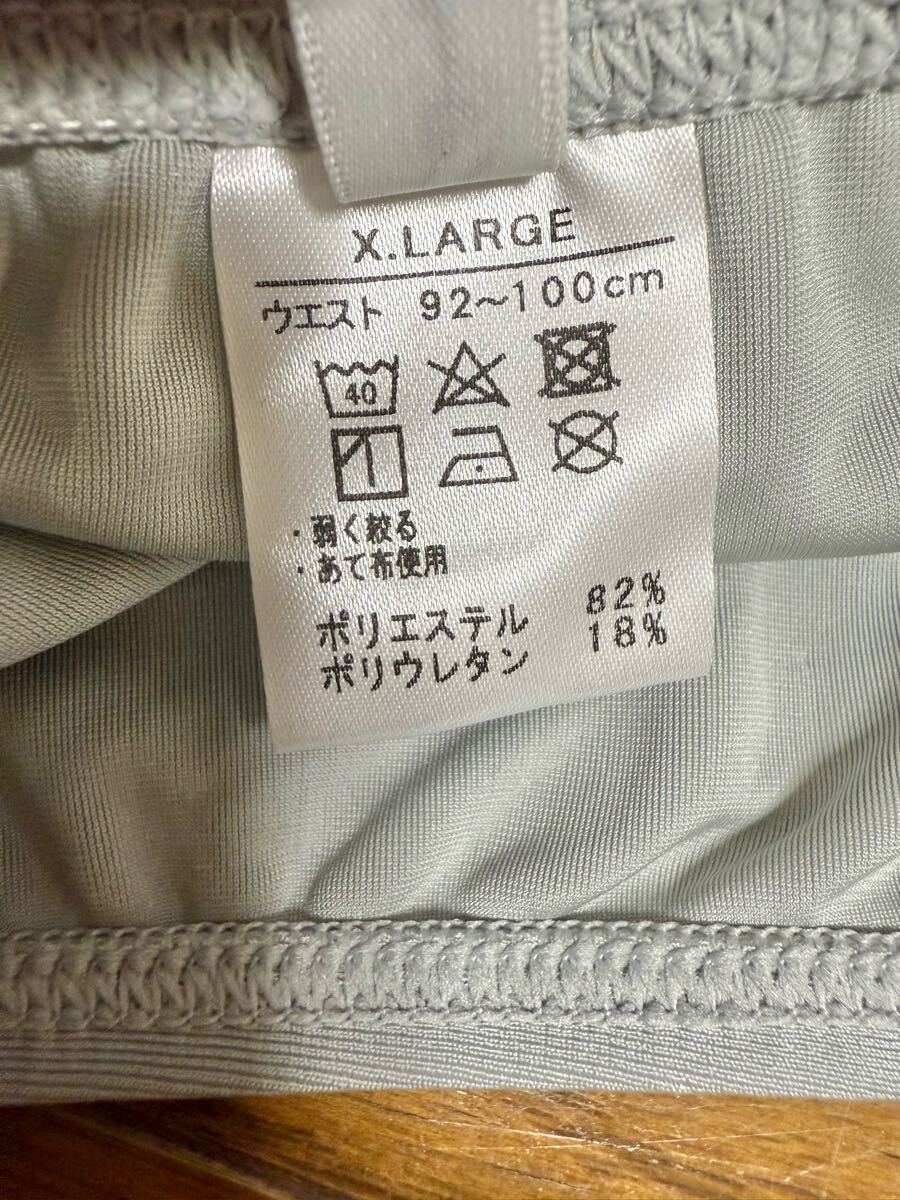 X.LARGE
ウエスト 92～100cm
40
・弱く絞る
・あて布使用
ポリエステル 82%
ポリウレタン 18%